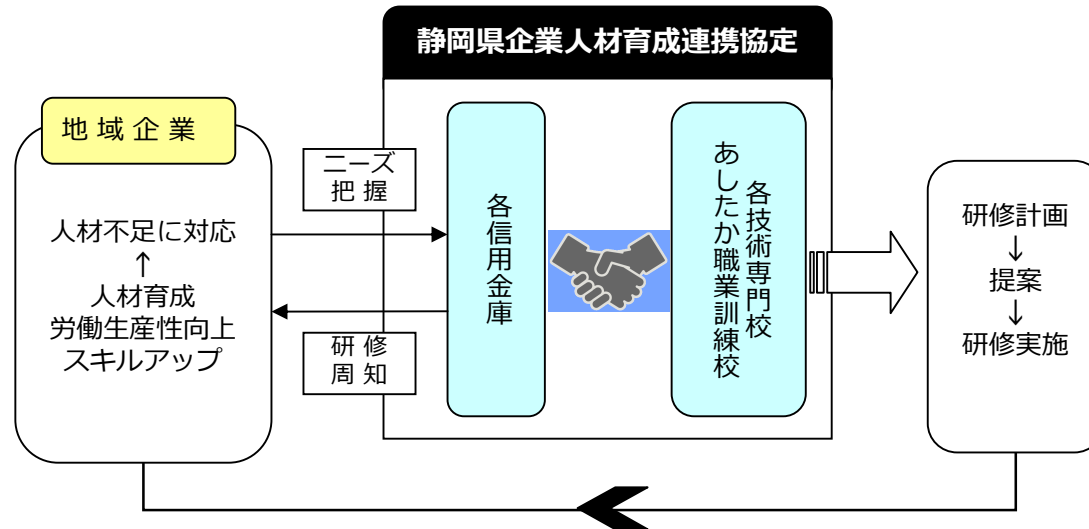 静岡県企業人材育成連携協定
地域企業
人材不足に対応
↑
人材育成
労働生産性向上
スキルアップ
ニーズ
把握
研修
周知
各信用金庫
各技術専門校
あしたか職業訓練校
研修計画
↓
提案
↓
研修実施